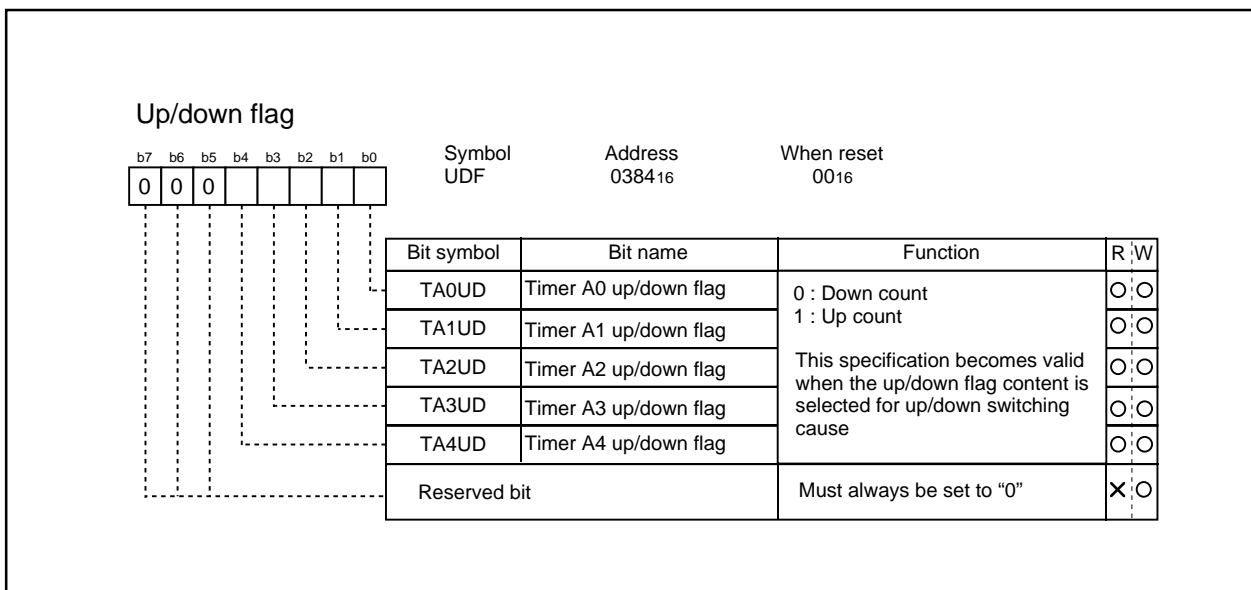 Up/down flag
b7 b6 b5 b4 b3 b2 b1 b0
0 0 0
Symbol Address When reset
UDF 038416 0016
Bit symbol Bit name Function R W
TA0UD Timer A0 up/down flag
TA1UD Timer A1 up/down flag
TA2UD Timer A2 up/down flag
TA3UD Timer A3 up/down flag
TA4UD Timer A4 up/down flag
0 : Down count
1 : Up count
This specification becomes valid
when the up/down flag content is
selected for up/down switching
cause
Reserved bit Must always be set to “0”